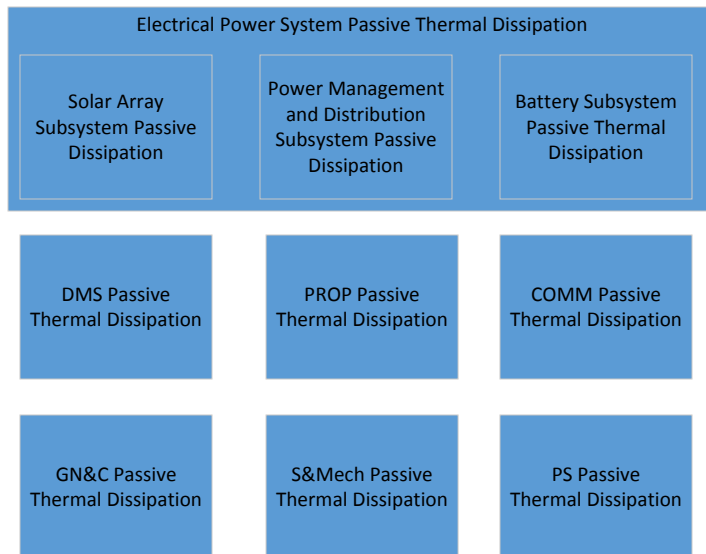 Electrical Power System Passive Thermal Dissipation
Solar Array
Subsystem Passive
Dissipation
Power Management
and Distribution
Subsystem Passive
Dissipation
Battery Subsystem
Passive Thermal
Dissipation
DMS Passive
Thermal Dissipation
PROP Passive
Thermal Dissipation
COMM Passive
Thermal Dissipation
GN&C Passive
Thermal Dissipation
S&Mech Passive
Thermal Dissipation
PS Passive
Thermal Dissipation